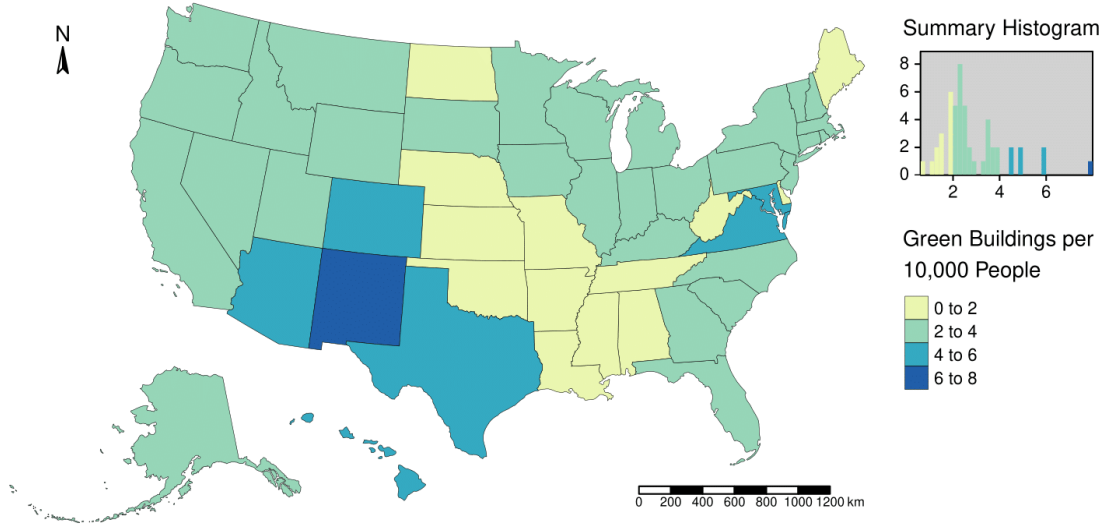 N
Summary Histogram
8
6
4
2
0
2 4 6
Green Buildings per
10,000 People
0 to 2
2 to 4
4 to 6
6 to 8
0 200 400 600 800 1000 1200 km